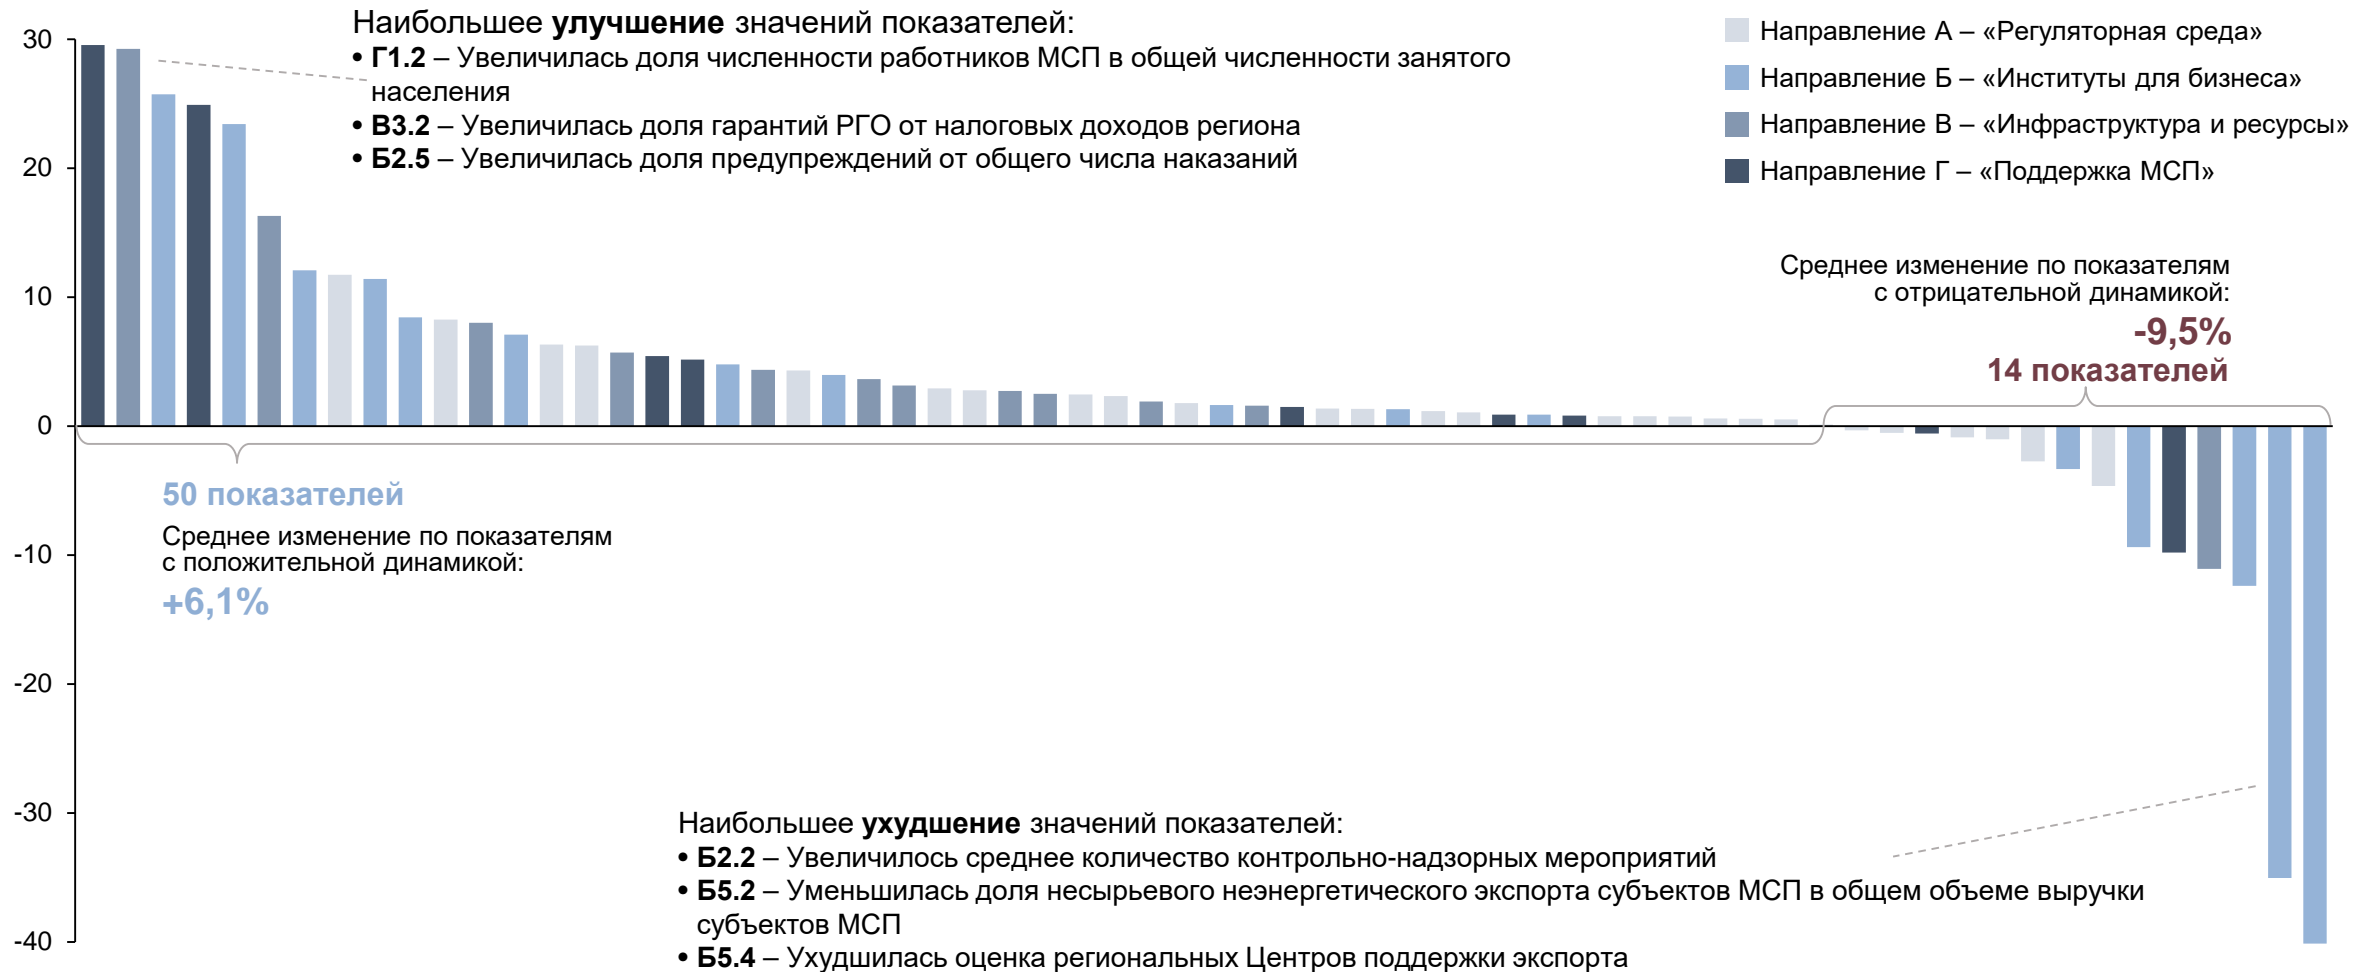 Наибольшее улучшение значений показателей:
• Г1.2 – Увеличилась доля численности работников МСП в общей численности занятого
населения
• В3.2 – Увеличилась доля гарантий РГО от налоговых доходов региона
• Б2.5 – Увеличилась доля предупреждений от общего числа наказаний
Направление А – «Регуляторная среда»
Направление Б – «Институты для бизнеса»
Направление В – «Инфраструктура и ресурсы»
Направление Г – «Поддержка МСП»
30
20
10
0
-10
-20
-30
-40
Среднее изменение по показателям
с отрицательной динамикой:
-9,5%
14 показателей
50 показателей
Среднее изменение по показателям
с положительной динамикой:
+6,1%
Наибольшее ухудшение значений показателей:
• Б2.2 – Увеличилось среднее количество контрольно-надзорных мероприятий
• Б5.2 – Уменьшилась доля несырьевого неэнергетического экспорта субъектов МСП в общем объеме выручки
субъектов МСП
• Б5.4 – Ухудшилась оценка региональных Центров поддержки экспорта